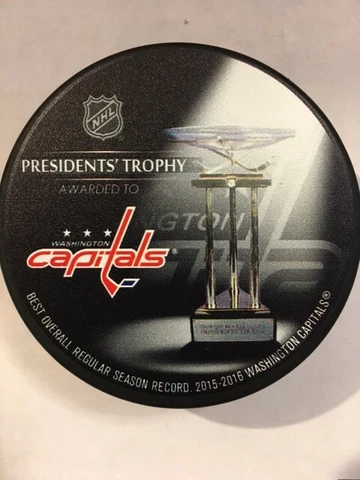 NHL
PRESIDENTS' TROPHY
AWARDED TO
WASHINGTON
capitals®
BEST OVERALL REGULAR SEASON RECORD. 2015-2016 WASHINGTON CAPITALS®